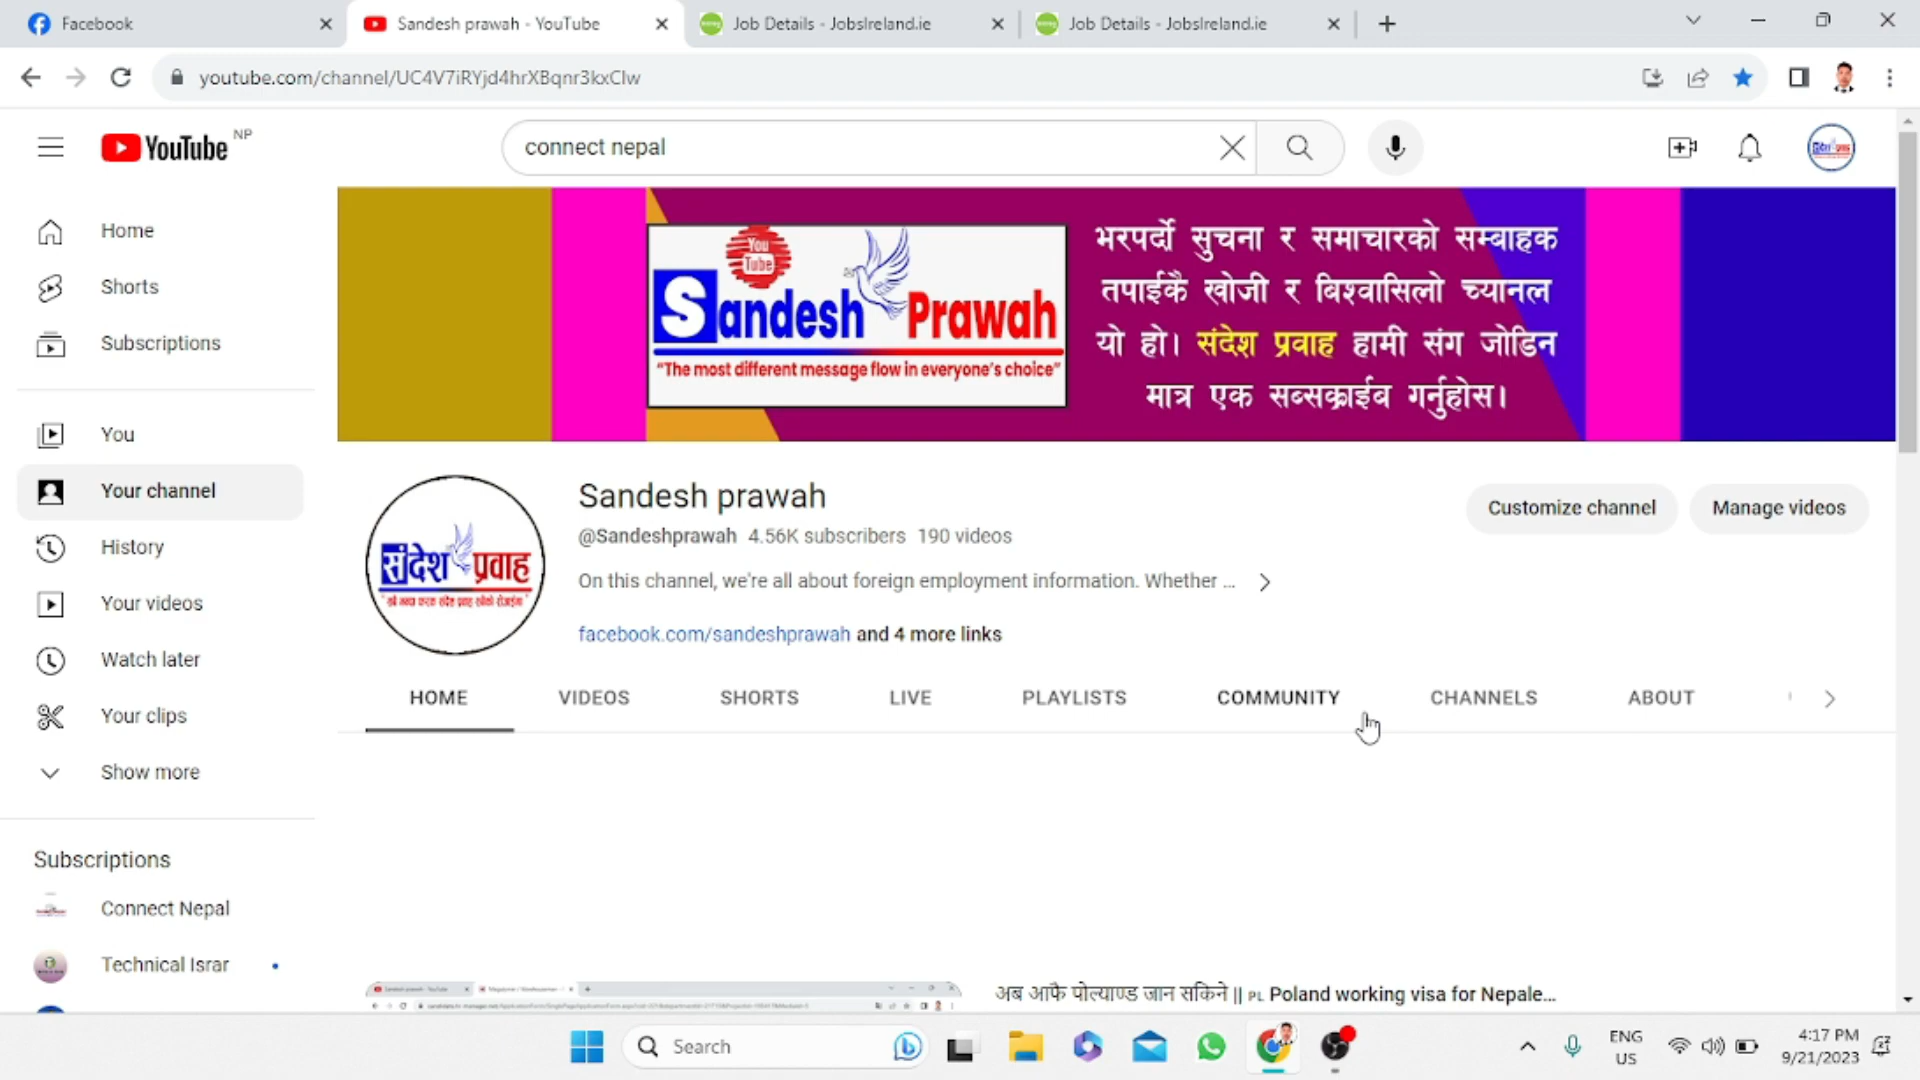 Facebook
Sandesh prawah - YouTube
Job Details - JobsIreland.ie
Job Details - JobsIreland.ie
youtube.com/channel/UC4V7iRYjd4hrXBqnr3kxClw
YouTube NP
connect nepal
Home
Shorts
Subscriptions
You
Your channel
History
Your videos
Watch later
Your clips
Show more
Subscriptions
Connect Nepal
Technical Israr
You
Tube
Sandesh Prawah
"The most different message flow in everyone's choice"
भरपर्दो सुचना र समाचारको सम्बाहक
तपाईकै खोजी र बिश्वासिलो च्यानल
यो हो। संदेश प्रवाह हामी संग जोडिन
मात्र एक सब्सक्राईब गर्नुहोस।
संदेश प्रवाह
Sandesh prawah
@Sandeshprawah 4.56K subscribers 190 videos
On this channel, we're all about foreign employment information. Whether ...
facebook.com/sandeshprawah and 4 more links
Customize channel
Manage videos
HOME VIDEOS SHORTS LIVE PLAYLISTS COMMUNITY CHANNELS ABOUT
अब आफै पोल्याण्ड जान सकिने || PL Poland working visa for Nepale...
Search
ENG
US
4:17 PM
9/21/2023